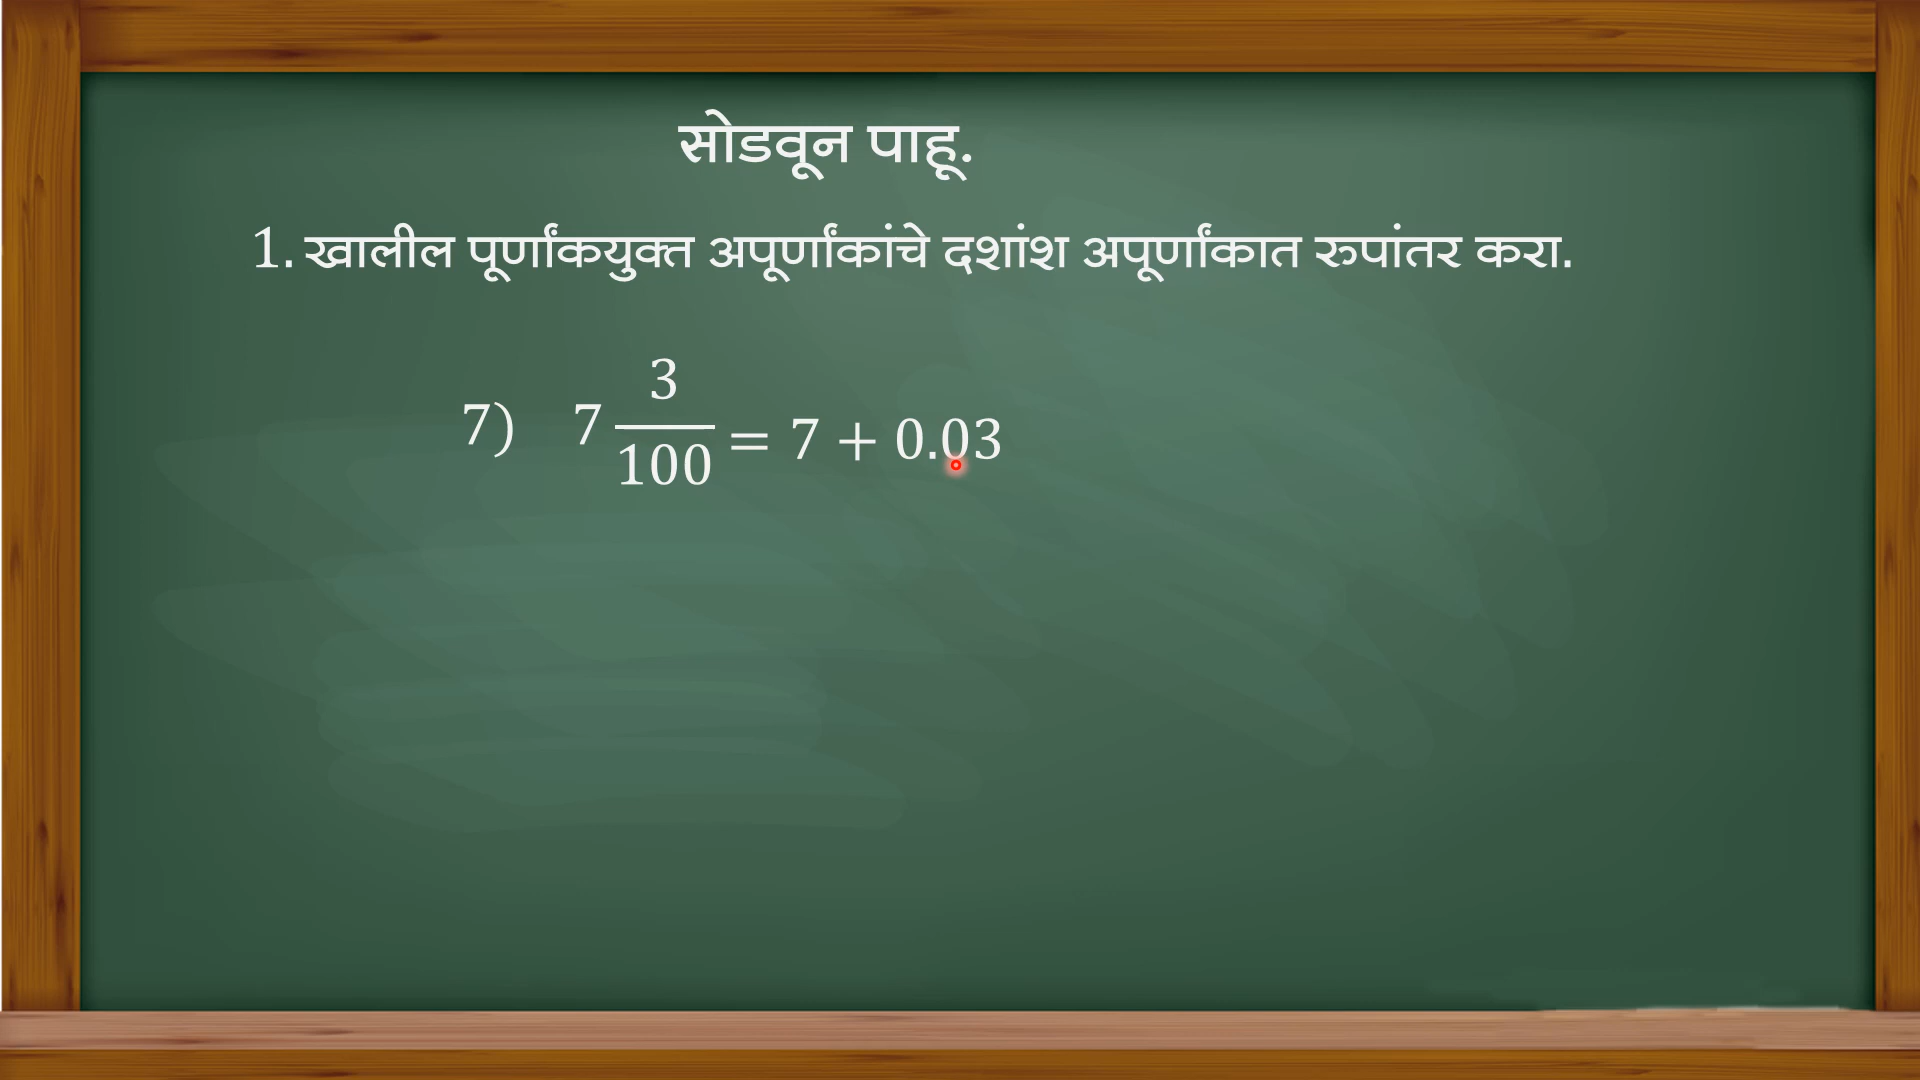 सोडवून पाहू.
1. खालील पूर्णांकयुक्त अपूर्णांकांचे दशांश अपूर्णांकात रुपांतर करा.
7) 7 3/100 = 7 + 0.03